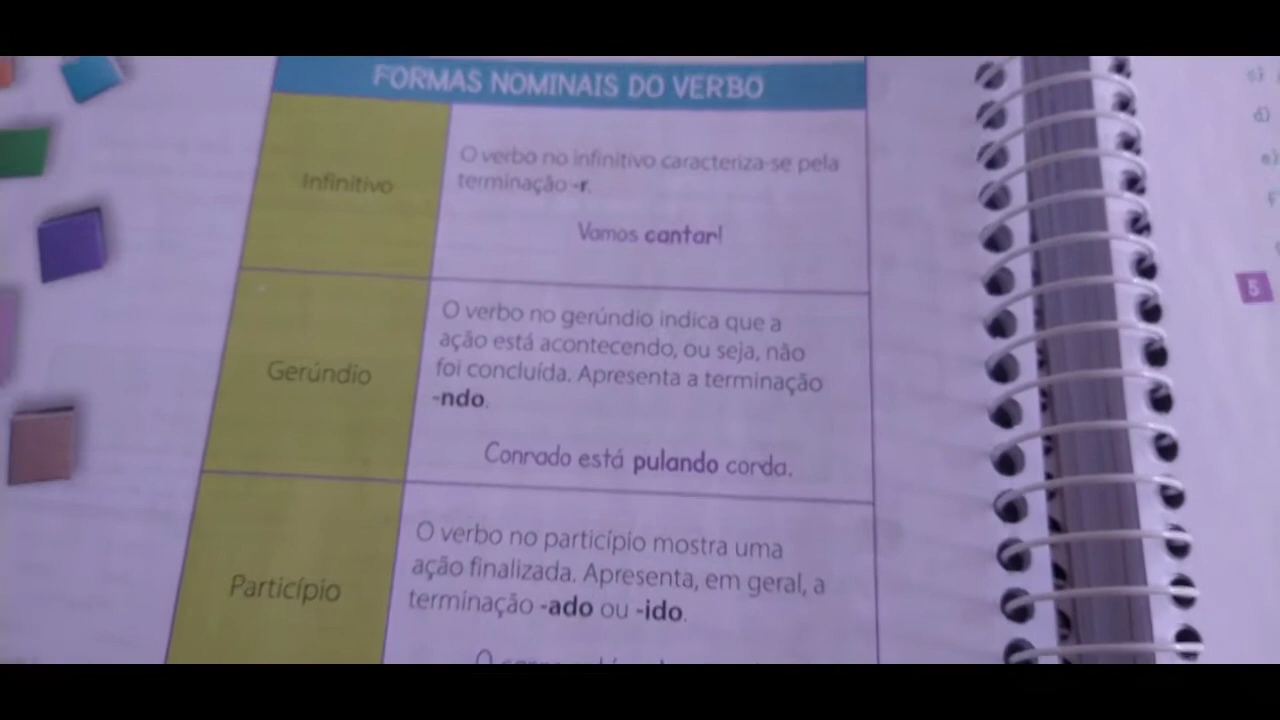 FORMAS NOMINAIS DO VERBO
Infinitivo
O verbo no infinitivo caracteriza-se pela
terminação -r.
Vamos cantar!
Gerúndio
O verbo no gerúndio indica que a
ação está acontecendo, ou seja, não
foi concluída. Apresenta a terminação
-ndo.
Conrado está pulando corda.
Particípio
O verbo no particípio mostra uma
ação finalizada. Apresenta, em geral, a
terminação -ado ou -ido.
O
c)
d)
e)
f
5